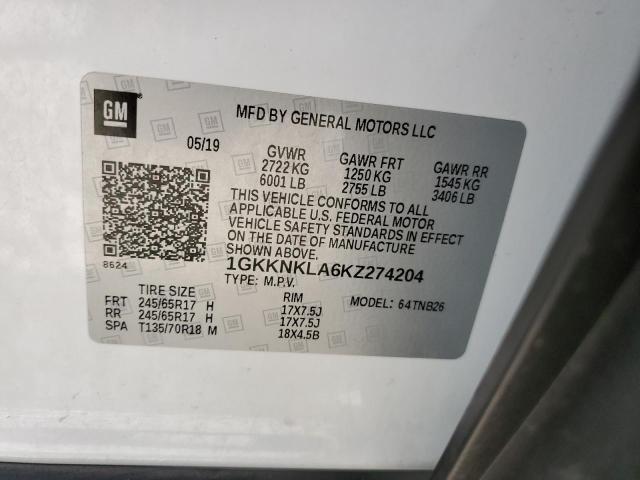 GM
MFD BY GENERAL MOTORS LLC
05/19
GVWR GAWR FRT GAWR RR
2722 KG 1250 KG 1545 KG
6001 LB 2755 LB 3406 LB
THIS VEHICLE CONFORMS TO ALL
APPLICABLE U.S. FEDERAL MOTOR
VEHICLE SAFETY STANDARDS IN EFFECT
ON THE DATE OF MANUFACTURE
SHOWN ABOVE.
8624
1GKKNKLA6KZ274204
TYPE: M.P.V.
TIRE SIZE RIM MODEL: 64TNB26
FRT 245/65R17 H 17X7.5J
RR 245/65R17 H 17X7.5J
SPA T135/70R18 M 18X4.5B